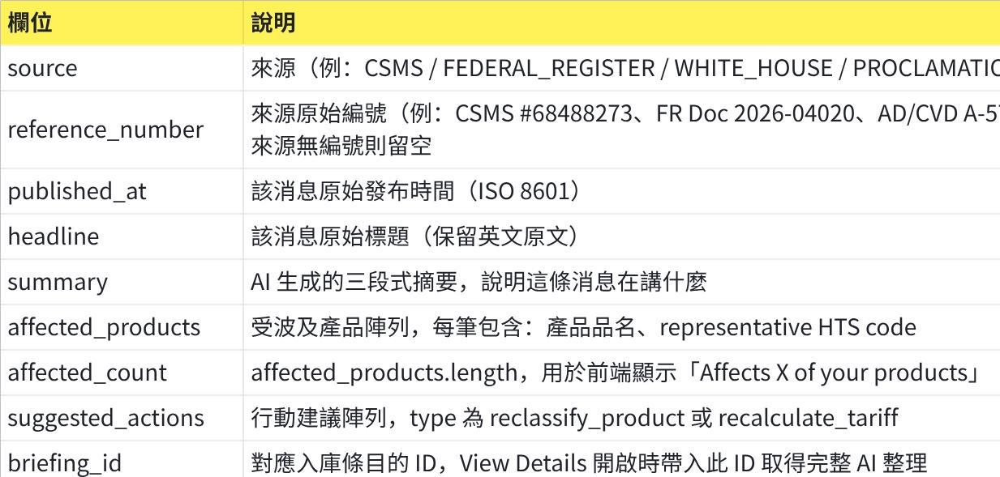 欄位
說明
source
來源（例：CSMS / FEDERAL_REGISTER / WHITE_HOUSE /
reference_number
來源原始編號（例：CSMS #68488273、FR Doc 2026-04020、AD/CVD
來源無編號則留空
published_at
該消息原始發布時間（ISO 8601）
headline
該消息原始標題（保留英文原文）
summary
AI 生成的三段式摘要，說明這條消息在講什麼
affected_products
受波及產品陣列，每筆包含：產品品名、representative HTS code
affected_count
affected_products.length，用於前端顯示「Affects X of your products」
suggested_actions
行動建議陣列，type 為 reclassify_product 或 recalculate_tariff
briefing_id
對應入庫條目的 ID，View Details 開啟時帶入此 ID 取得完整 AI 整理